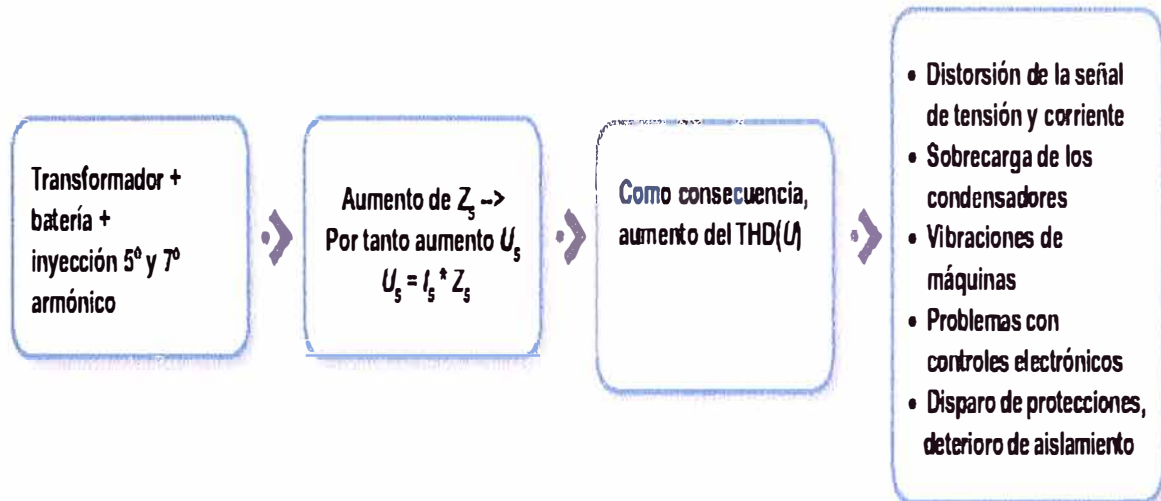 Transformador +
batería +
inyección 5º y 7º
armónico
Aumento de Z₅ -->
Por tanto aumento U₅
U₅ = I₅ * Z₅
Como consecuencia,
aumento del THD(U)
• Distorsión de la señal
de tensión y corriente
• Sobrecarga de los
condensadores
• Vibraciones de
máquinas
• Problemas con
controles electrónicos
• Disparo de protecciones,
deterioro de aislamiento